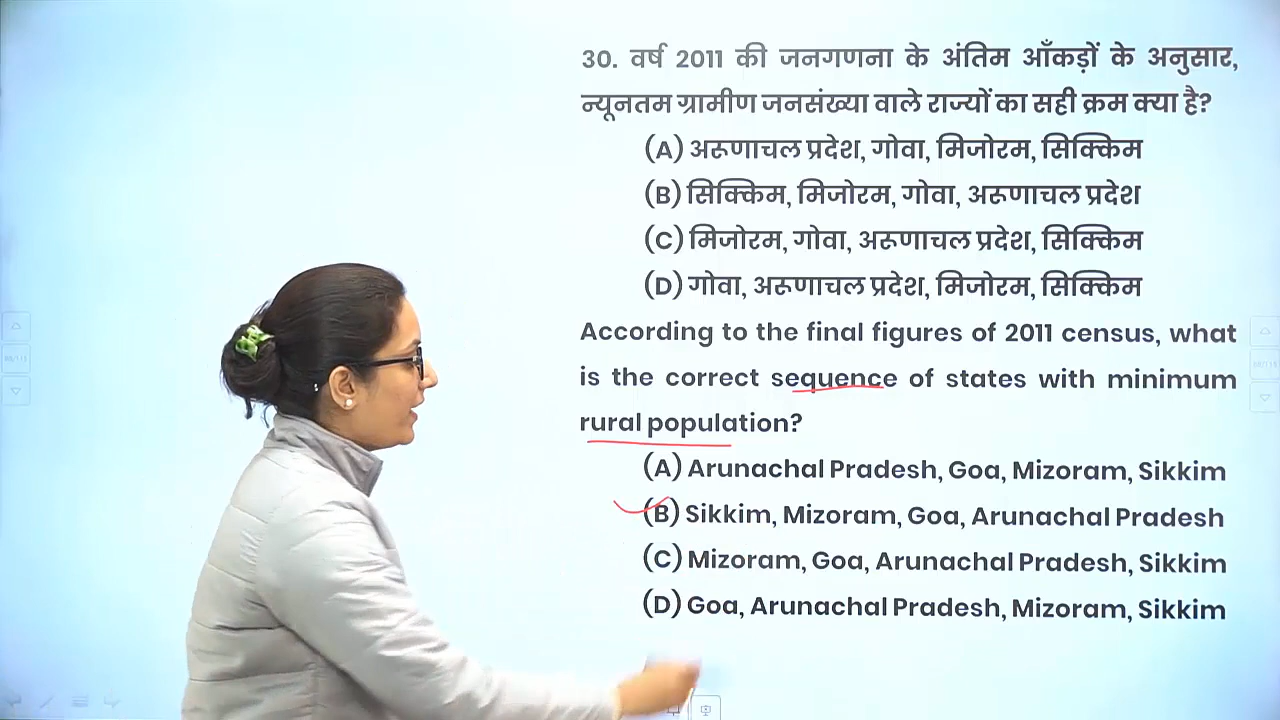 30. वर्ष 2011 की जनगणना के अंतिम आँकड़ों के अनुसार,
न्यूनतम ग्रामीण जनसंख्या वाले राज्यों का सही क्रम क्या है?
(A) अरूणाचल प्रदेश, गोवा, मिजोरम, सिक्किम
(B) सिक्किम, मिजोरम, गोवा, अरूणाचल प्रदेश
(C) मिजोरम, गोवा, अरूणाचल प्रदेश, सिक्किम
(D) गोवा, अरूणाचल प्रदेश, मिजोरम, सिक्किम
According to the final figures of 2011 census, what
is the correct sequence of states with minimum
rural population?
(A) Arunachal Pradesh, Goa, Mizoram, Sikkim
(B) Sikkim, Mizoram, Goa, Arunachal Pradesh
(C) Mizoram, Goa, Arunachal Pradesh, Sikkim
(D) Goa, Arunachal Pradesh, Mizoram, Sikkim